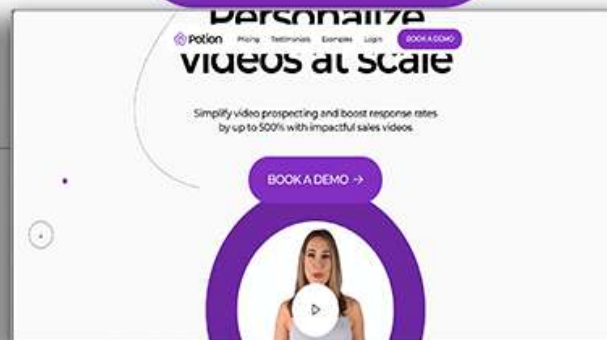 Personalize
Potion Pricing Testimonials Examples Login BOOK A DEMO
videos at scale
Simplify video prospecting and boost response rates
by up to 500% with impactful sales videos
BOOK A DEMO →